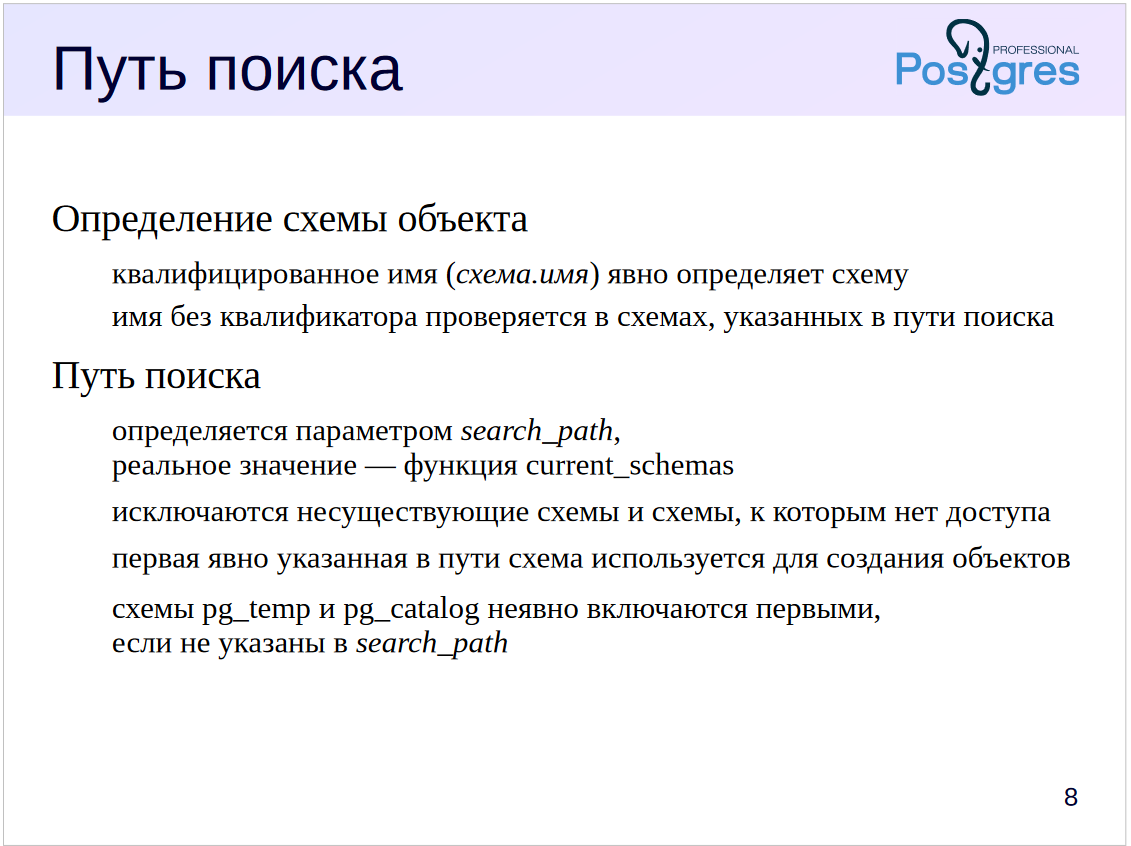 Путь поиска
PROFESSIONAL
Postgres
Определение схемы объекта
квалифицированное имя (схема.имя) явно определяет схему
имя без квалификатора проверяется в схемах, указанных в пути поиска
Путь поиска
определяется параметром search_path,
реальное значение — функция current_schemas
исключаются несуществующие схемы и схемы, к которым нет доступа
первая явно указанная в пути схема используется для создания объектов
схемы pg_temp и pg_catalog неявно включаются первыми,
если не указаны в search_path
8